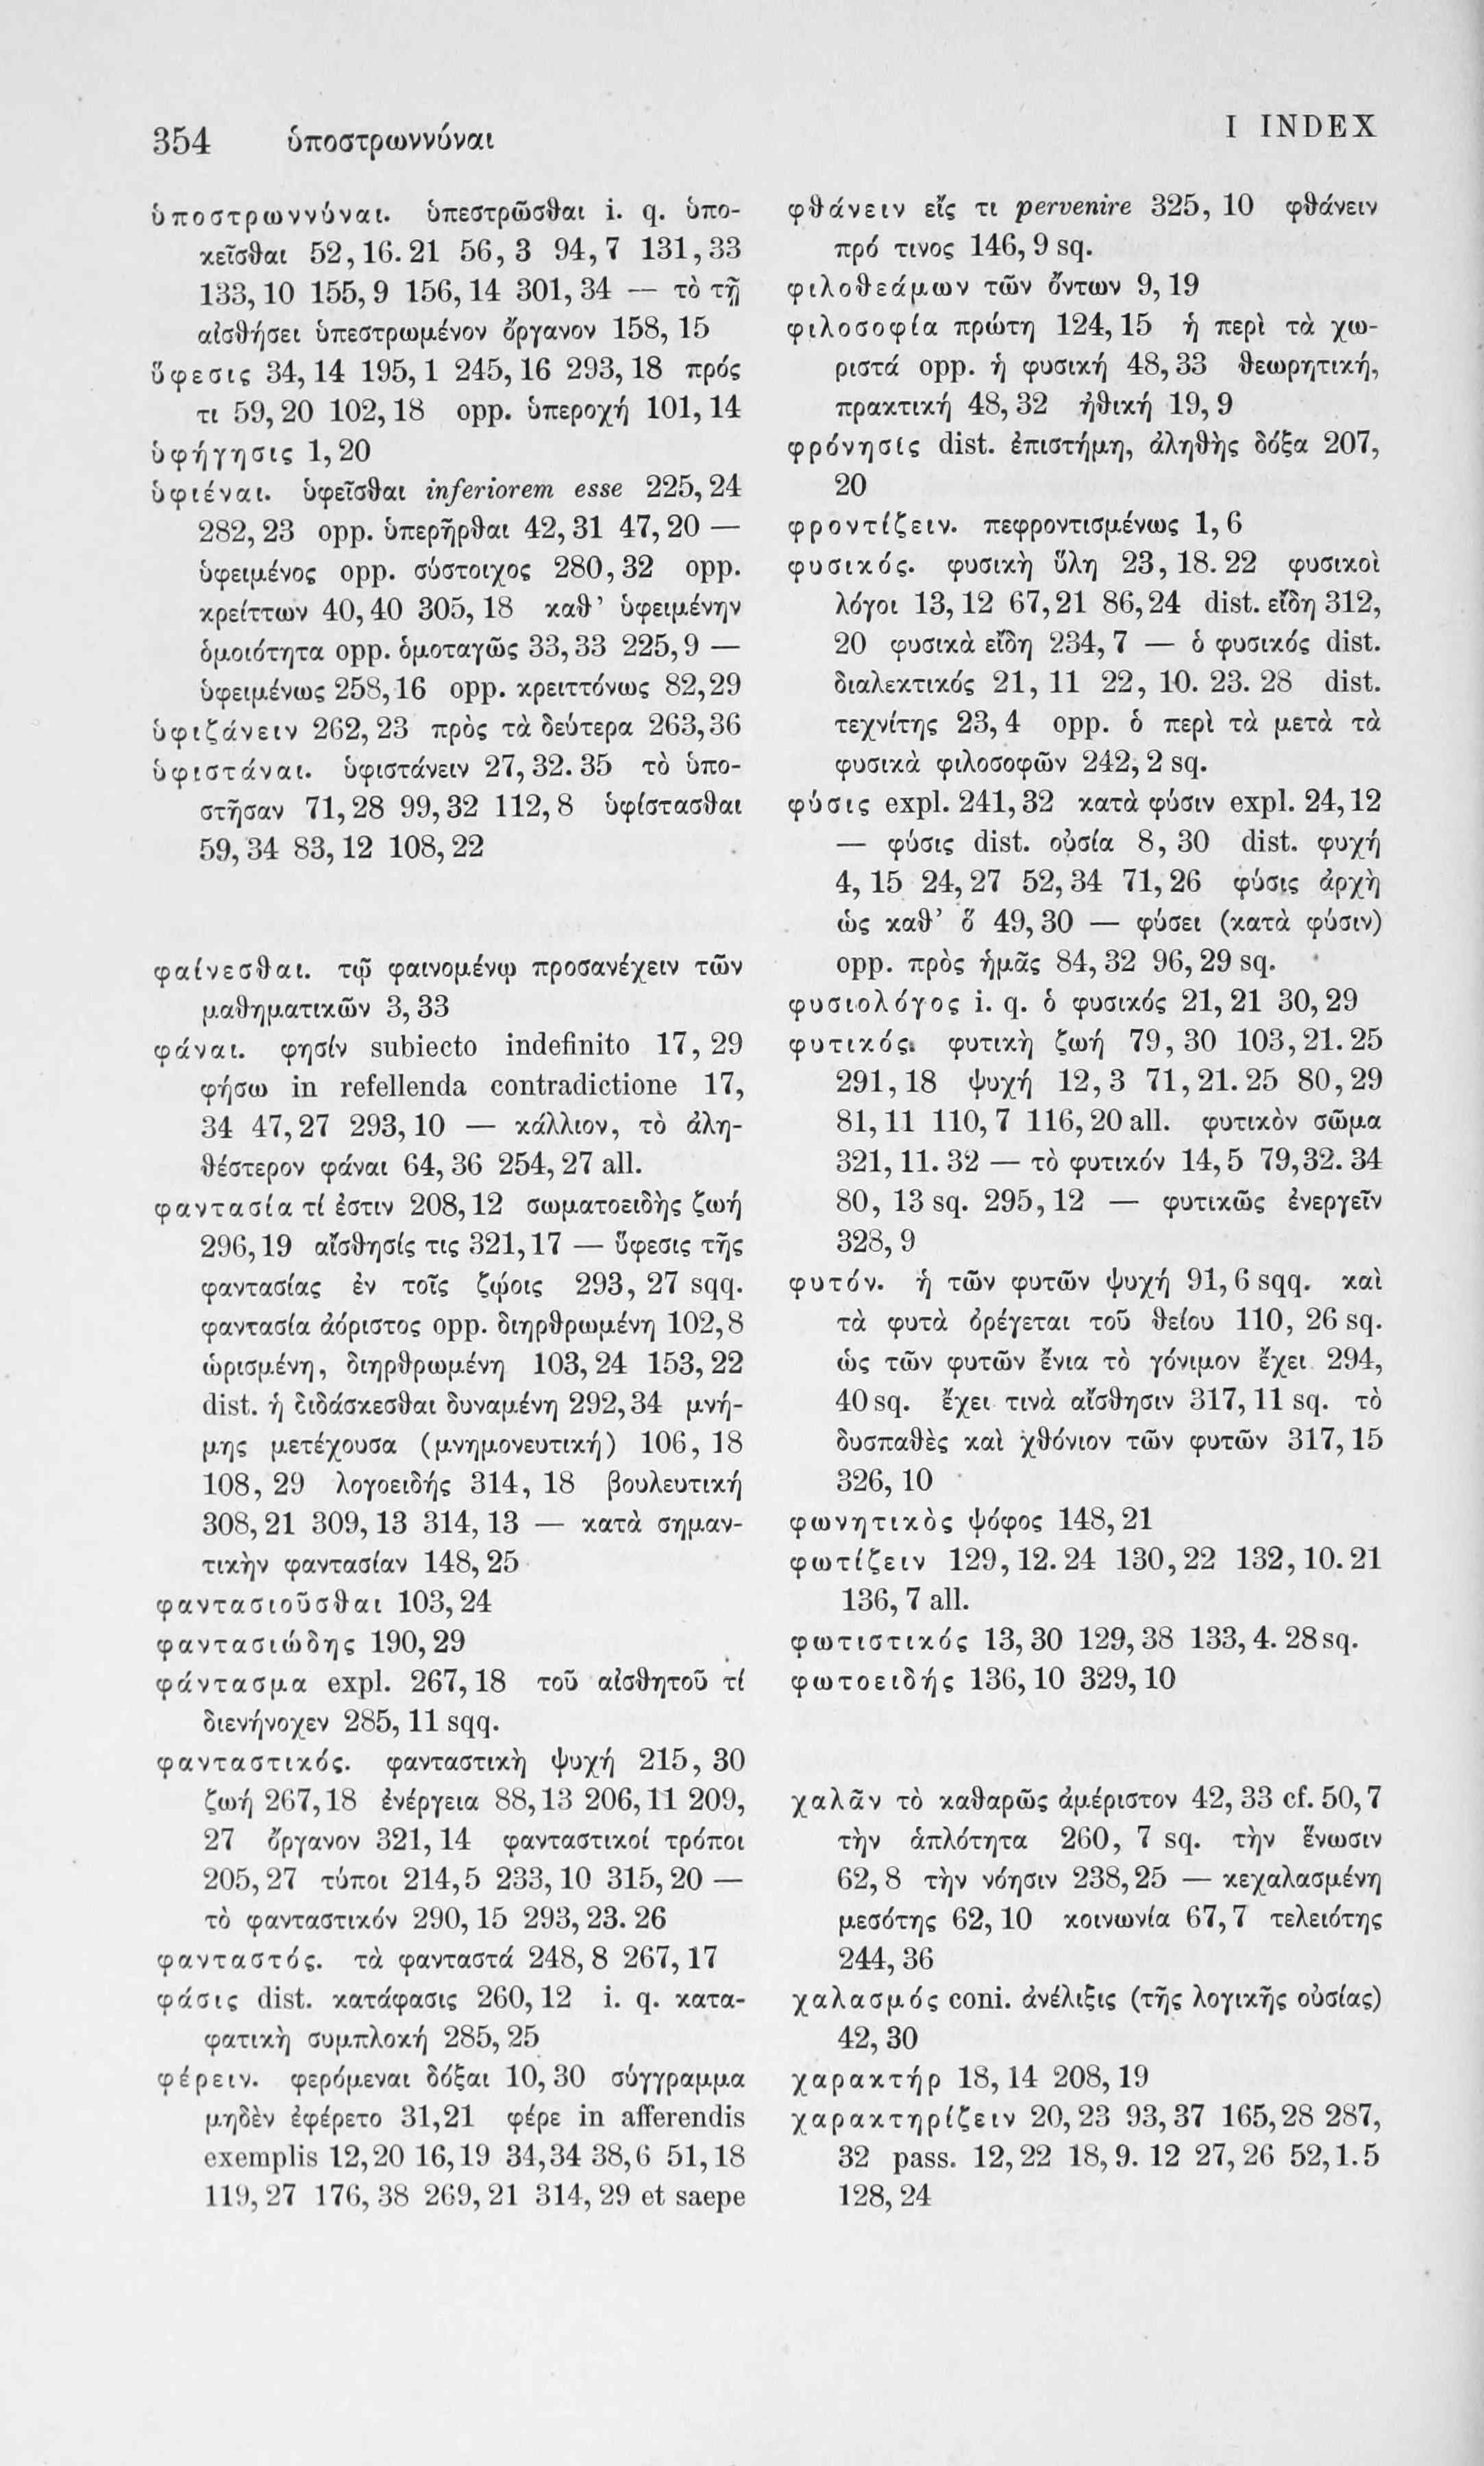 354 ὑποστρωννύναι
I INDEX
ὑποστρωννύναι. ὑπεστρῶσθαι i. q. ὑπο-
κεῖσθαι 52,16.21 56,3 94,7 131,33
133,10 155,9 156,14 301,34 — τὸ τῇ
αἰσθήσει ὑπεστρωμένον ὄργανον 158,15
ὕφεσις 34,14 195,1 245,16 293,18 πρός
τι 59,20 102,18 opp. ὑπεροχή 101,14
ὑφήγησις 1,20
ὑφιέναι. ὑφεῖσθαι inferiorem esse 225,24
282,23 opp. ὑπερῆρθαι 42,31 47,20 —
ὑφειμένος opp. σύστοιχος 280,32 opp.
κρείττων 40,40 305,18 καθ’ ὑφειμένην
ὁμοιότητα opp. ὁμοταγῶς 33,33 225,9 —
ὑφειμένως 258,16 opp. κρειττόνως 82,29
ὑφιζάνειν 262,23 πρὸς τὰ δεύτερα 263,36
ὑφιστάναι. ὑφιστάνειν 27,32.35 τὸ ὑπο-
στῆσαν 71,28 99,32 112,8 ὑφίστασθαι
59,34 83,12 108,22
φαίνεσθαι. τῷ φαινομένῳ προσανέχειν τῶν
μαθηματικῶν 3,33
φάναι. φησίν subiecto indefinito 17,29
φήσω in refellenda contradictione 17,
34 47,27 293,10 — κάλλιον, τὸ ἀλη-
θέστερον φάναι 64,36 254,27 all.
φαντασία τί ἐστιν 208,12 σωματοειδὴς ζωή
296,19 αἴσθησίς τις 321,17 — ὕφεσις τῆς
φαντασίας ἐν τοῖς ζῴοις 293,27 sqq.
φαντασία ἀόριστος opp. διηρθρωμένη 102,8
ὡρισμένη, διηρθρωμένη 103,24 153,22
dist. ἡ διδάσκεσθαι δυναμένη 292,34 μνή-
μης μετέχουσα (μνημονευτική) 106,18
108,29 λογοειδής 314,18 βουλευτική
308,21 309,13 314,13 — κατὰ σημαν-
τικὴν φαντασίαν 148,25
φαντασιοῦσθαι 103,24
φαντασιώδης 190,29
φάντασμα expl. 267,18 τοῦ αἰσθητοῦ τί
διενήνοχεν 285,11 sqq.
φανταστικός. φανταστικὴ ψυχή 215,30
ζωή 267,18 ἐνέργεια 88,13 206,11 209,
27 ὄργανον 321,14 φανταστικοί τρόποι
205,27 τύποι 214,5 233,10 315,20 —
τὸ φανταστικόν 290,15 293,23.26
φανταστός. τὰ φανταστά 248,8 267,17
φάσις dist. κατάφασις 260,12 i. q. κατα-
φατικὴ συμπλοκή 285,25
φέρειν. φερόμεναι δόξαι 10,30 σύγγραμμα
μηδὲν ἐφέρετο 31,21 φέρε in afferendis
exemplis 12,20 16,19 34,34 38,6 51,18
119,27 176,38 269,21 314,29 et saepe
φθάνειν εἴς τι pervenire 325,10 φθάνειν
πρό τινος 146,9 sq.
φιλοθεάμων τῶν ὄντων 9,19
φιλοσοφία πρώτη 124,15 ἡ περὶ τὰ χω-
ριστά opp. ἡ φυσική 48,33 θεωρητική,
πρακτική 48,32 ἠθική 19,9
φρόνησίς dist. ἐπιστήμη, ἀληθὴς δόξα 207,
20
φροντίζειν. πεφροντισμένως 1,6
φυσικός. φυσικὴ ὕλη 23,18.22 φυσικοὶ
λόγοι 13,12 67,21 86,24 dist. εἴδη 312,
20 φυσικὰ εἴδη 234,7 — ὁ φυσικός dist.
διαλεκτικός 21,11 22,10.23.28 dist.
τεχνίτης 23,4 opp. ὁ περὶ τὰ μετὰ τὰ
φυσικὰ φιλοσοφῶν 242,2 sq.
φύσις expl. 241,32 κατὰ φύσιν expl. 24,12
— φύσις dist. οὐσία 8,30 dist. φυχή
4,15 24,27 52,34 71,26 φύσις ἀρχὴ
ὡς καθ’ ὅ 49,30 — φύσει (κατὰ φύσιν)
opp. πρὸς ἡμᾶς 84,32 96,29 sq.
φυσιολόγος i. q. ὁ φυσικός 21,21 30,29
φυτικός. φυτικὴ ζωή 79,30 103,21.25
291,18 ψυχή 12,3 71,21.25 80,29
81,11 110,7 116,20 all. φυτικὸν σῶμα
321,11.32 — τὸ φυτικόν 14,5 79,32.34
80,13 sq. 295,12 — φυτικῶς ἐνεργεῖν
328,9
φυτόν. ἡ τῶν φυτῶν ψυχή 91,6 sqq. καὶ
τὰ φυτὰ ὀρέγεται τοῦ θείου 110,26 sq.
ὡς τῶν φυτῶν ἔνια τὸ γόνιμον ἔχει 294,
40 sq. ἔχει τινὰ αἴσθησιν 317,11 sq. τὸ
δυσπαθὲς καὶ χθόνιον τῶν φυτῶν 317,15
326,10
φωνητικὸς ψόφος 148,21
φωτίζειν 129,12.24 130,22 132,10.21
136,7 all.
φωτιστικός 13,30 129,38 133,4.28 sq.
φωτοειδής 136,10 329,10
χαλᾶν τὸ καθαρῶς ἀμέριστον 42,33 cf. 50,7
τὴν ἁπλότητα 260,7 sq. τὴν ἕνωσιν
62,8 τὴν νόησιν 238,25 — κεχαλασμένη
μεσότης 62,10 κοινωνία 67,7 τελειότης
244,36
χαλασμός coni. ἀνέλιξις (τῆς λογικῆς οὐσίας)
42,30
χαρακτήρ 18,14 208,19
χαρακτηρίζειν 20,23 93,37 165,28 287,
32 pass. 12,22 18,9.12 27,26 52,1.5
128,24